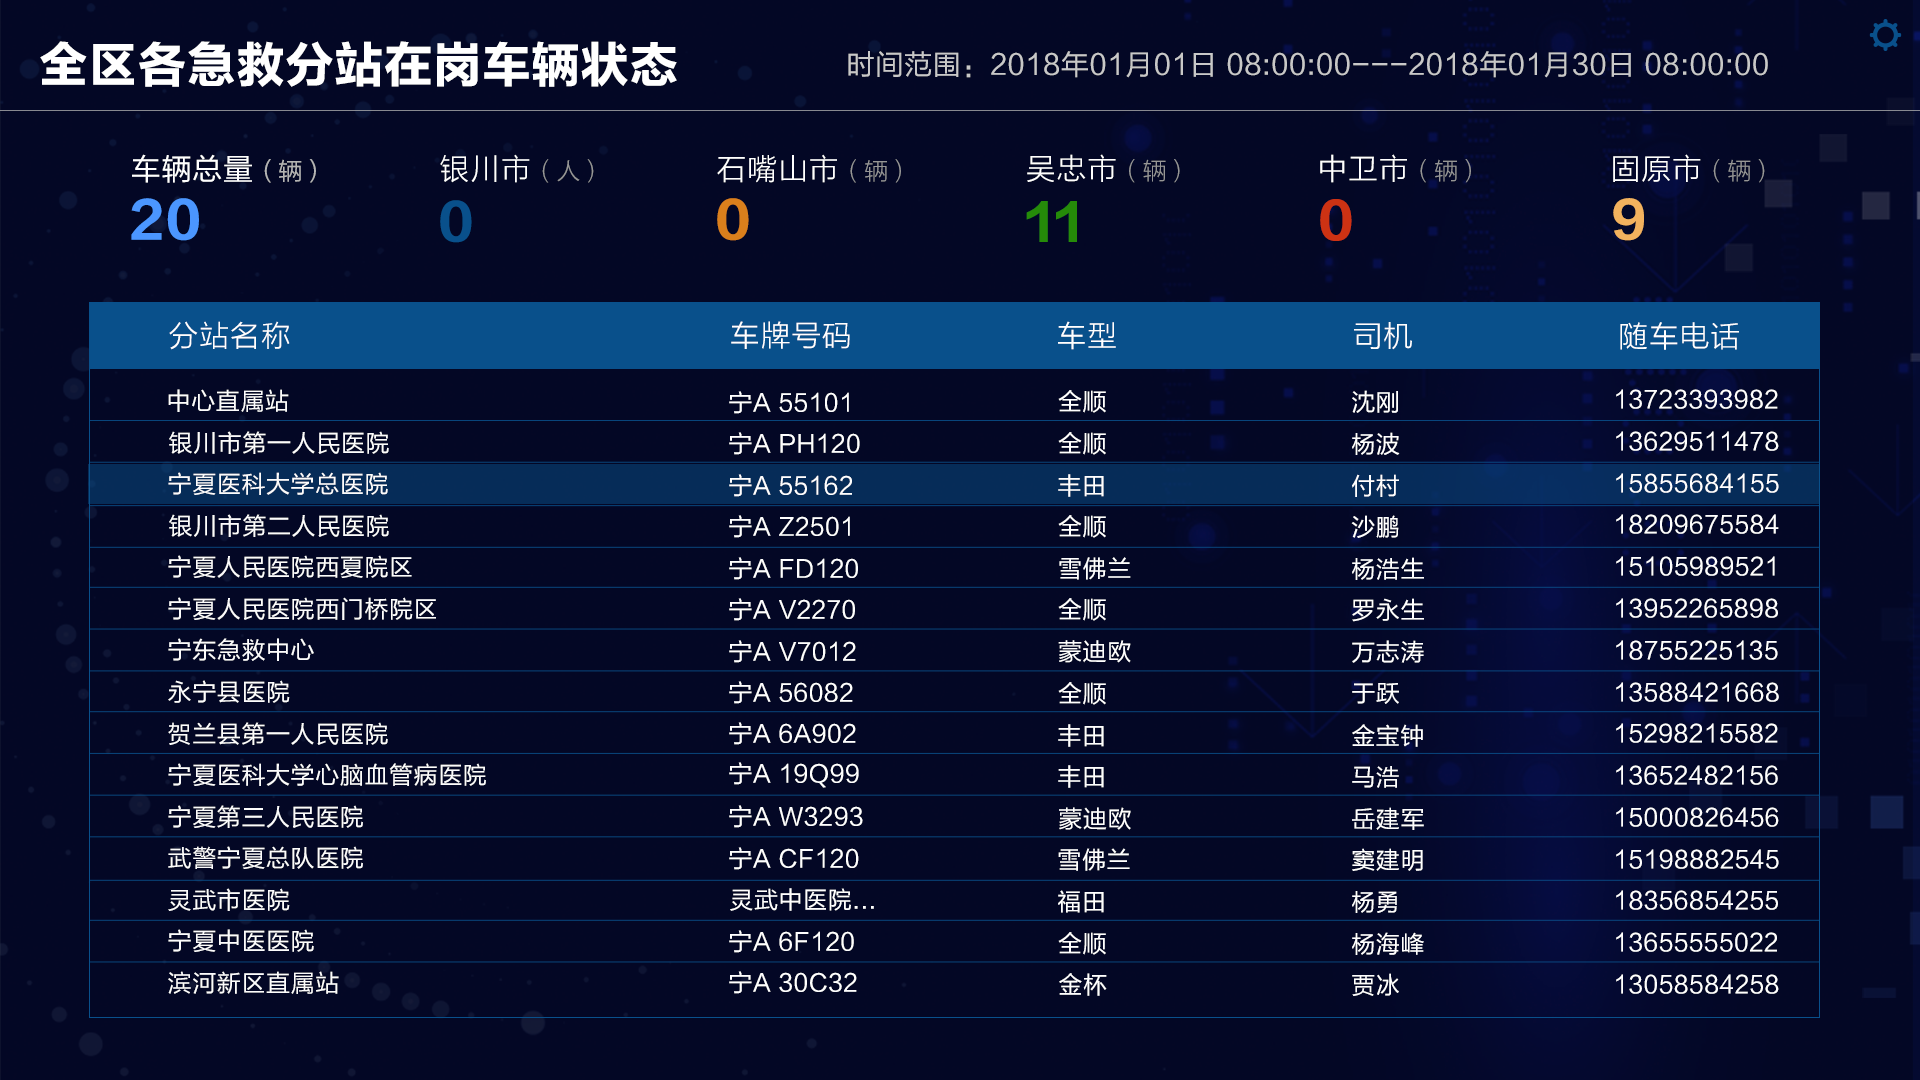 全区各急救分站在岗车辆状态
时间范围：2018年01月01日 08:00:00---2018年01月30日 08:00:00
车辆总量（辆） 银川市（人） 石嘴山市（辆） 吴忠市（辆） 中卫市（辆） 固原市（辆）
20 0 0 11 0 9
分站名称 车牌号码 车型 司机 随车电话
中心直属站 宁A 55101 全顺 沈刚 13723393982
银川市第一人民医院 宁A PH120 全顺 杨波 13629511478
宁夏医科大学总医院 宁A 55162 丰田 付村 15855684155
银川市第二人民医院 宁A Z2501 全顺 沙鹏 18209675584
宁夏人民医院西夏院区 宁A FD120 雪佛兰 杨浩生 15105989521
宁夏人民医院西门桥院区 宁A V2270 全顺 罗永生 13952265898
宁东急救中心 宁A V7012 蒙迪欧 万志涛 18755225135
永宁县医院 宁A 56082 全顺 于跃 13588421668
贺兰县第一人民医院 宁A 6A902 丰田 金宝钟 15298215582
宁夏医科大学心脑血管病医院 宁A 19Q99 丰田 马浩 13652482156
宁夏第三人民医院 宁A W3293 蒙迪欧 岳建军 15000826456
武警宁夏总队医院 宁A CF120 雪佛兰 窦建明 15198882545
灵武市医院 灵武中医院... 福田 杨勇 18356854255
宁夏中医医院 宁A 6F120 全顺 杨海峰 13655555022
滨河新区直属站 宁A 30C32 金杯 贾冰 13058584258